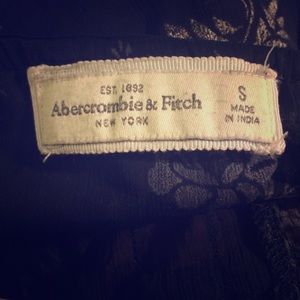 EST. 1892
Abercrombie & Fitch
NEW YORK
S
MADE
IN INDIA